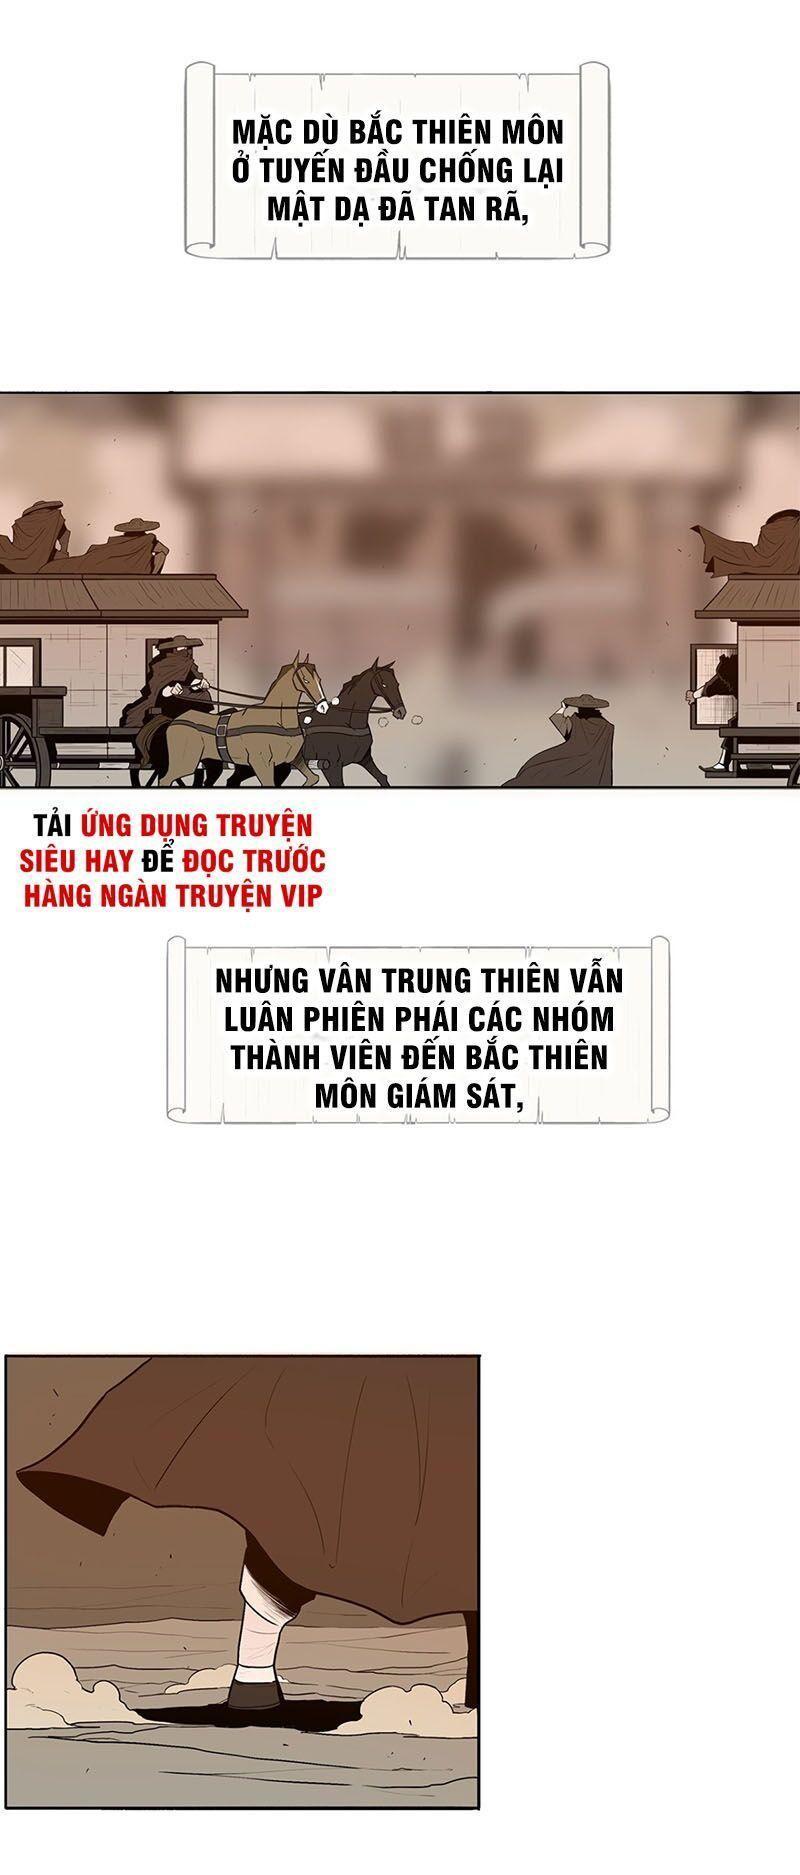 MẶC DÙ BẮC THIÊN MÔN
Ở TUYẾN ĐẦU CHỐNG LẠI
MẬT DẠ ĐÃ TAN RÃ,
TẢI ỨNG DỤNG TRUYỆN
SIÊU HAY ĐỂ ĐỌC TRƯỚC
HÀNG NGÀN TRUYỆN VIP
NHƯNG VÂN TRUNG THIÊN VẪN
LUÂN PHIÊN PHÁI CÁC NHÓM
THÀNH VIÊN ĐẾN BẮC THIÊN
MÔN GIÁM SÁT,